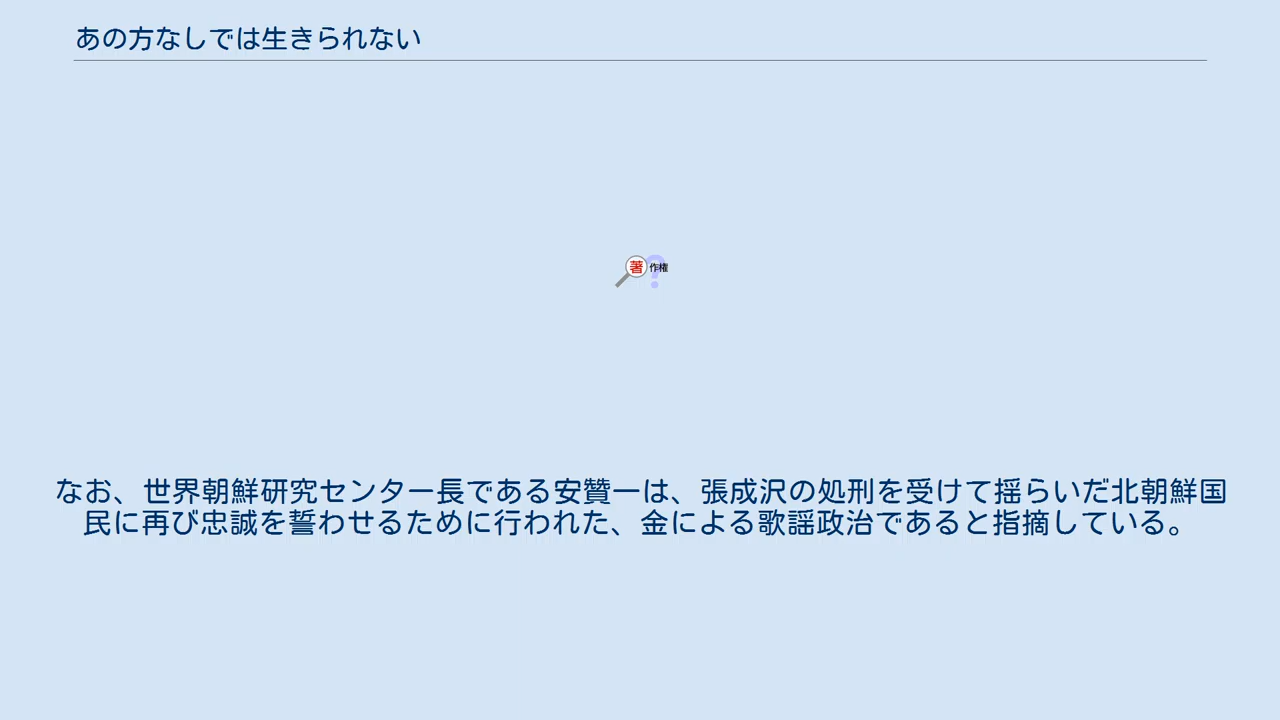 あの方なしでは生きられない
著作権
なお、世界朝鮮研究センター長である安贊一は、張成沢の処刑を受けて揺らいだ北朝鮮国
民に再び忠誠を誓わせるために行われた、金による歌謡政治であると指摘している。